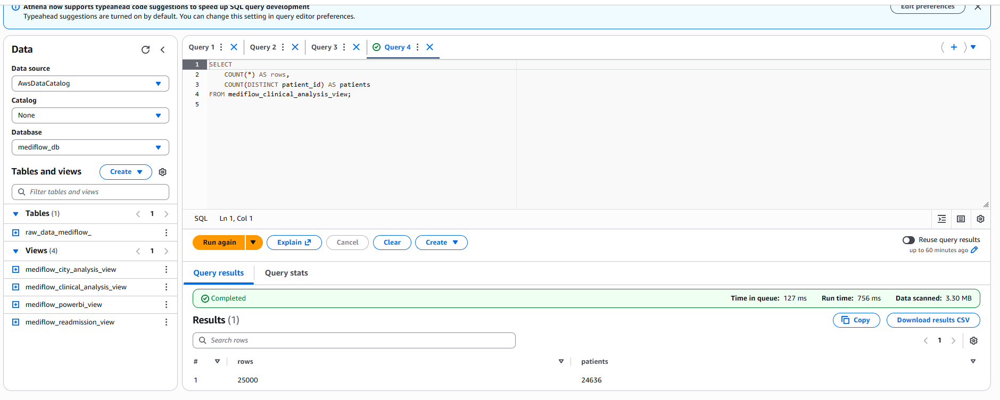 Athena now supports typeahead code suggestions to speed up SQL query development
Typeahead suggestions are turned on by default. You can change this setting in query editor preferences.
Edit preferences
Data
Data source
AwsDataCatalog
Catalog
None
Database
mediflow_db
Tables and views
Create
Filter tables and views
Tables (1)
1
raw_data_mediflow_
Views (4)
1
mediflow_city_analysis_view
mediflow_clinical_analysis_view
mediflow_powerbi_view
mediflow_readmission_view
Query 1
Query 2
Query 3
Query 4
1 SELECT
2 COUNT(*) AS rows,
3 COUNT(DISTINCT patient_id) AS patients
4 FROM mediflow_clinical_analysis_view;
5
SQL Ln 1, Col 1
Run again
Explain
Cancel
Clear
Create
Reuse query results
up to 60 minutes ago
Query results
Query stats
Completed
Time in queue: 127 ms Run time: 756 ms Data scanned: 3.30 MB
Results (1)
Copy
Download results CSV
Search rows
1
# rows patients
1 25000 24636